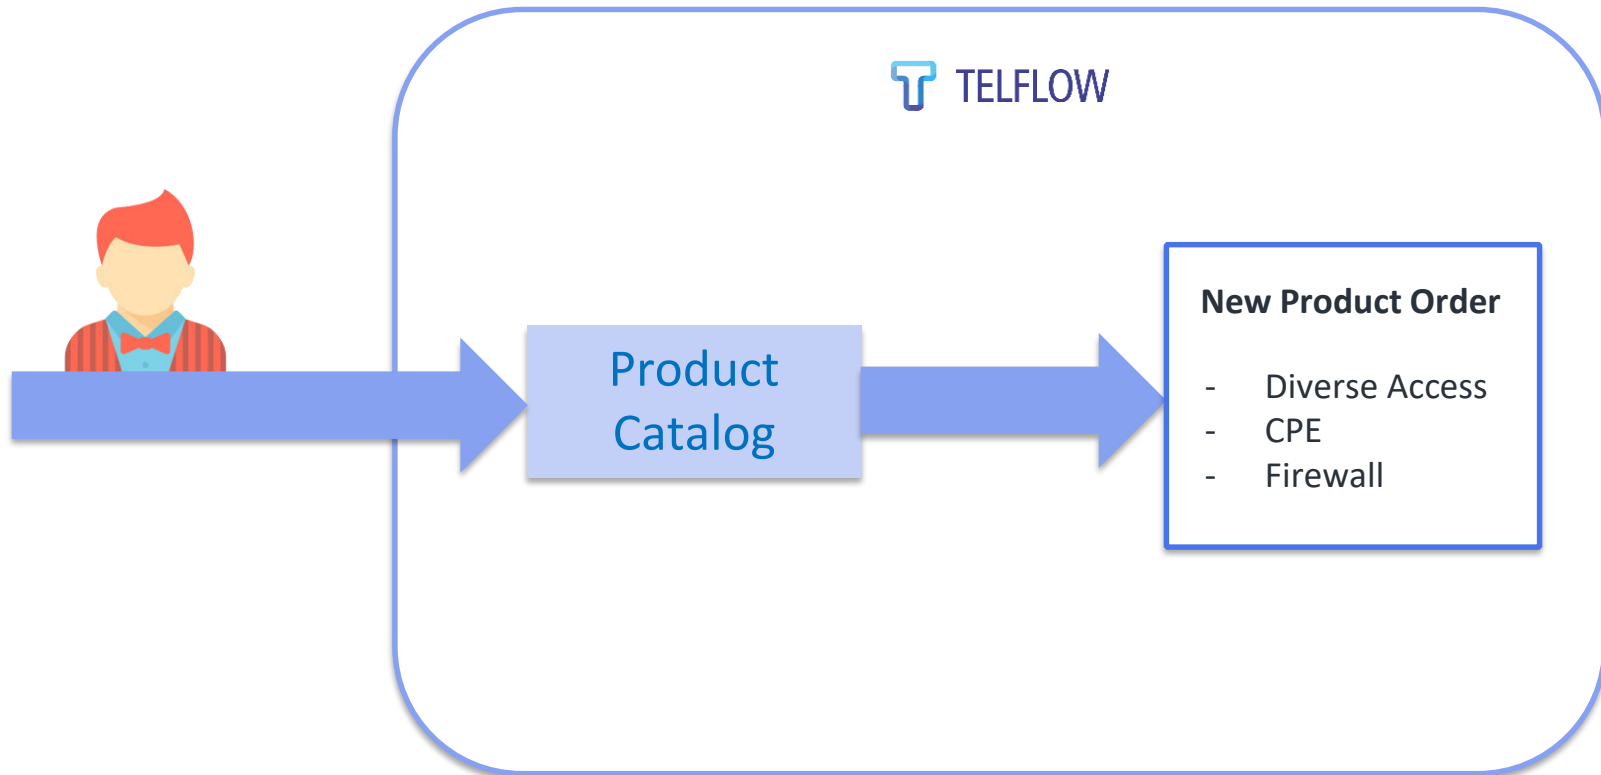 TELFLOW
Product
Catalog
New Product Order
- Diverse Access
- CPE
- Firewall